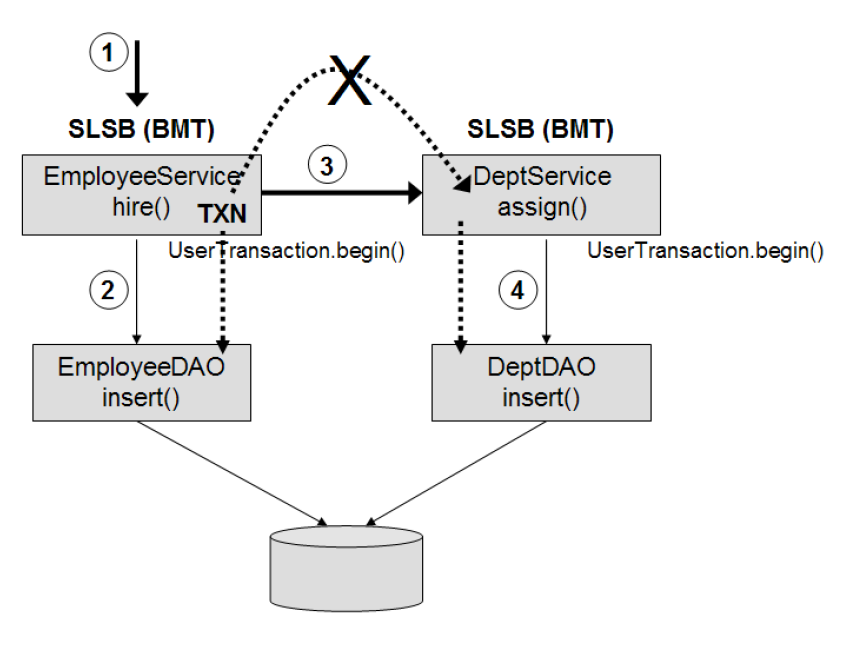 1
X
SLSB (BMT)
SLSB (BMT)
EmployeeService
hire()
TXN
3
DeptService
assign()
UserTransaction.begin()
UserTransaction.begin()
2
4
EmployeeDAO
insert()
DeptDAO
insert()